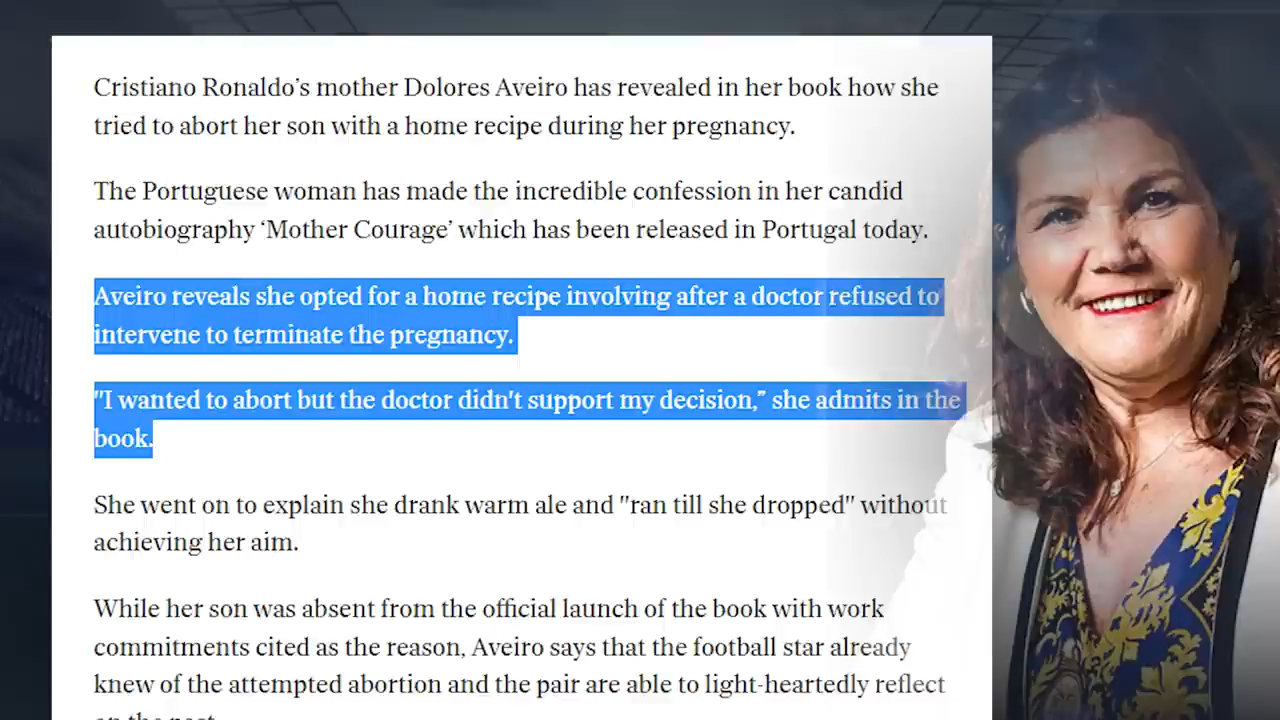 Cristiano Ronaldo’s mother Dolores Aveiro has revealed in her book how she
tried to abort her son with a home recipe during her pregnancy.
The Portuguese woman has made the incredible confession in her candid
autobiography ‘Mother Courage’ which has been released in Portugal today.
Aveiro reveals she opted for a home recipe involving after a doctor refused to
intervene to terminate the pregnancy.
"I wanted to abort but the doctor didn't support my decision,” she admits in the
book.
She went on to explain she drank warm ale and "ran till she dropped" without
achieving her aim.
While her son was absent from the official launch of the book with work
commitments cited as the reason, Aveiro says that the football star already
knew of the attempted abortion and the pair are able to light-heartedly reflect